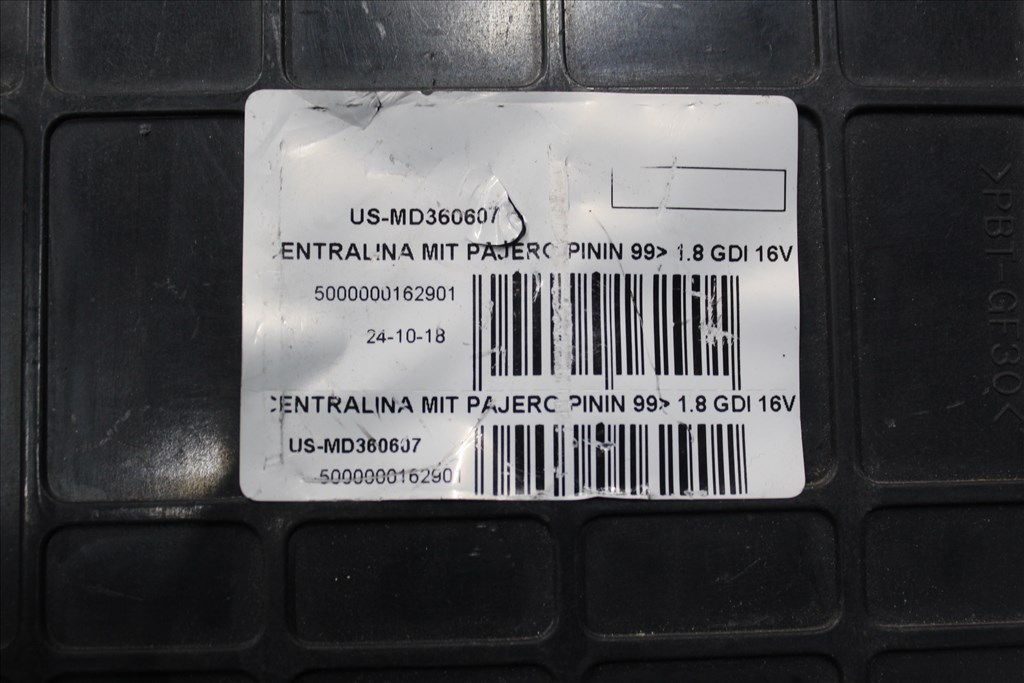 US-MD360607
CENTRALINA MIT PAJERO PININ 99> 1.8 GDI 16V
5000000162901
24-10-18
CENTRALINA MIT PAJERO PININ 99> 1.8 GDI 16V
US-MD360607
5000000162901
>PBT-GF30<